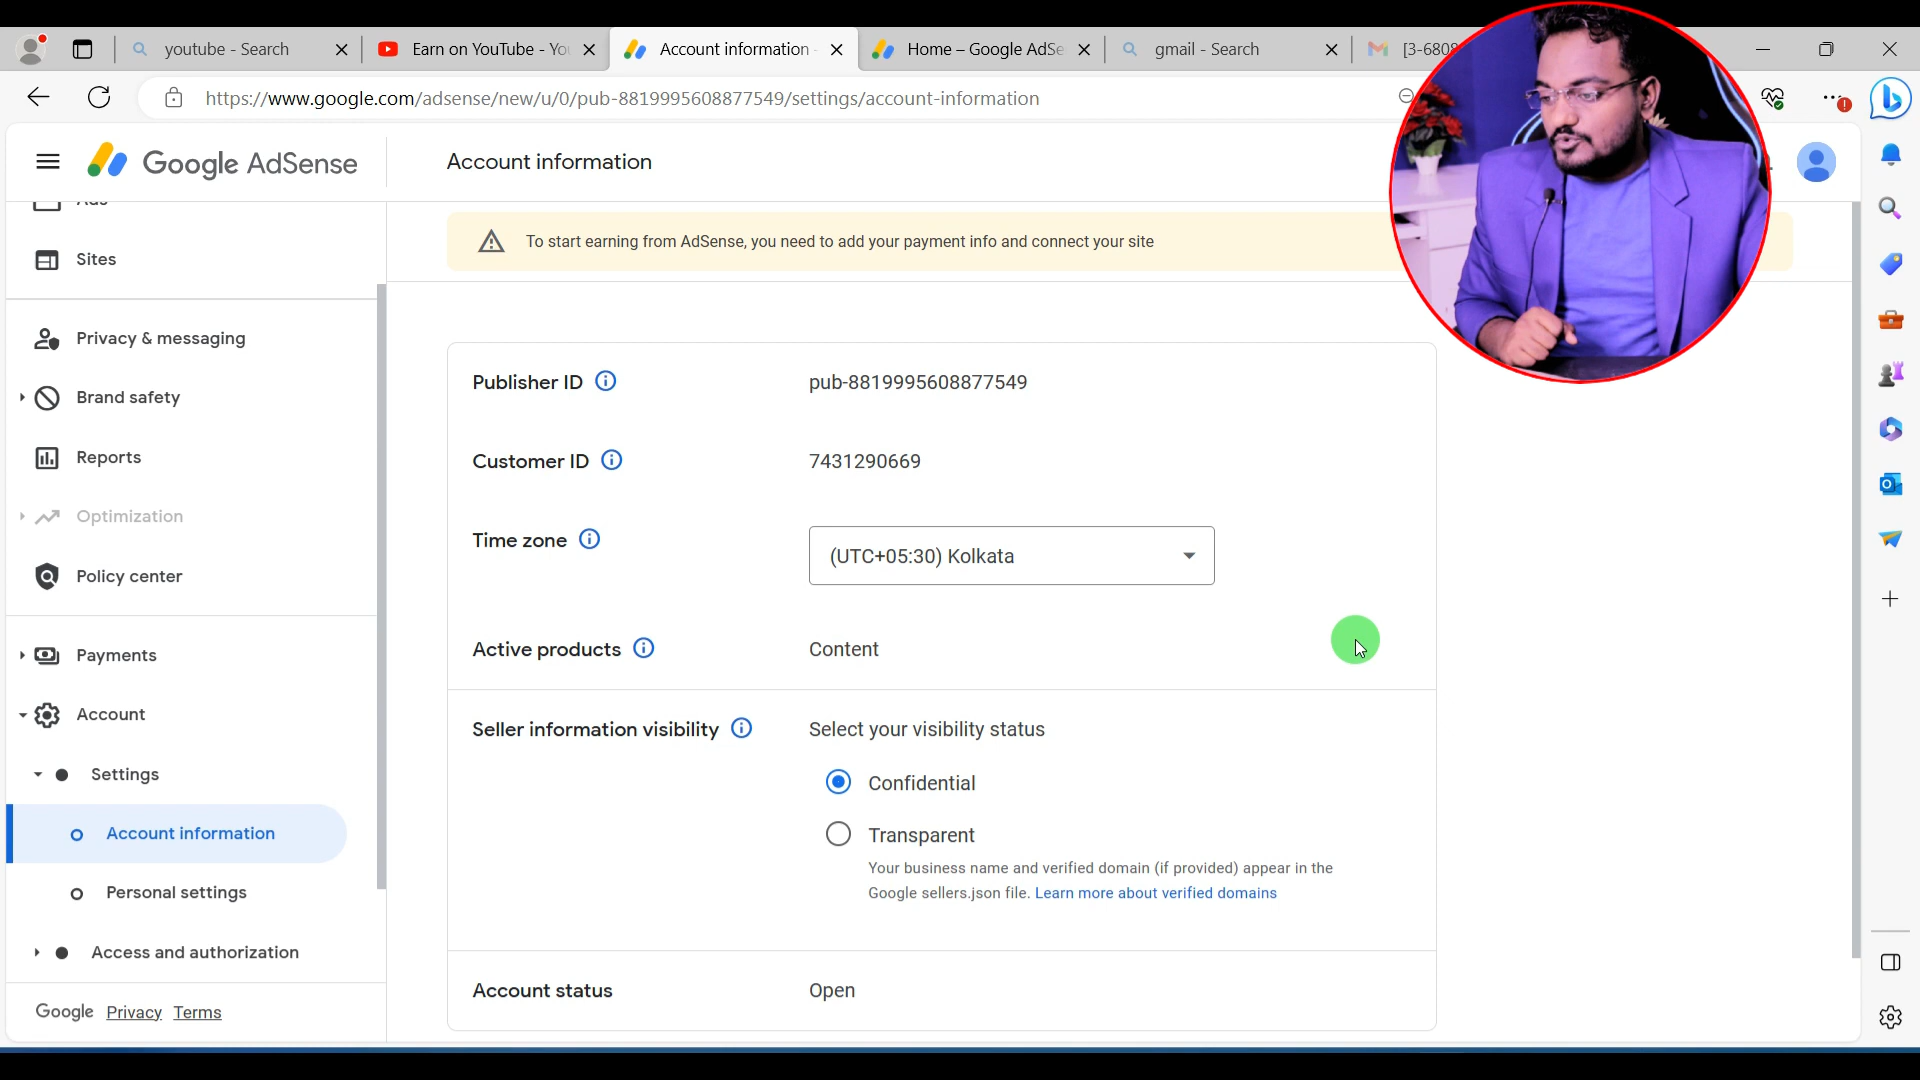 youtube - Search
Earn on YouTube - Yo
Account information -
Home – Google AdSe
gmail - Search
[3-6808
https://www.google.com/adsense/new/u/0/pub-8819995608877549/settings/account-information
Google AdSense
Account information
Ads
To start earning from AdSense, you need to add your payment info and connect your site
Sites
Privacy & messaging
Brand safety
Reports
Optimization
Policy center
Payments
Account
Settings
Account information
Personal settings
Access and authorization
Google Privacy Terms
Publisher ID
pub-8819995608877549
Customer ID
7431290669
Time zone
(UTC+05:30) Kolkata
Active products
Content
Seller information visibility
Select your visibility status
Confidential
Transparent
Your business name and verified domain (if provided) appear in the
Google sellers.json file. Learn more about verified domains
Account status
Open